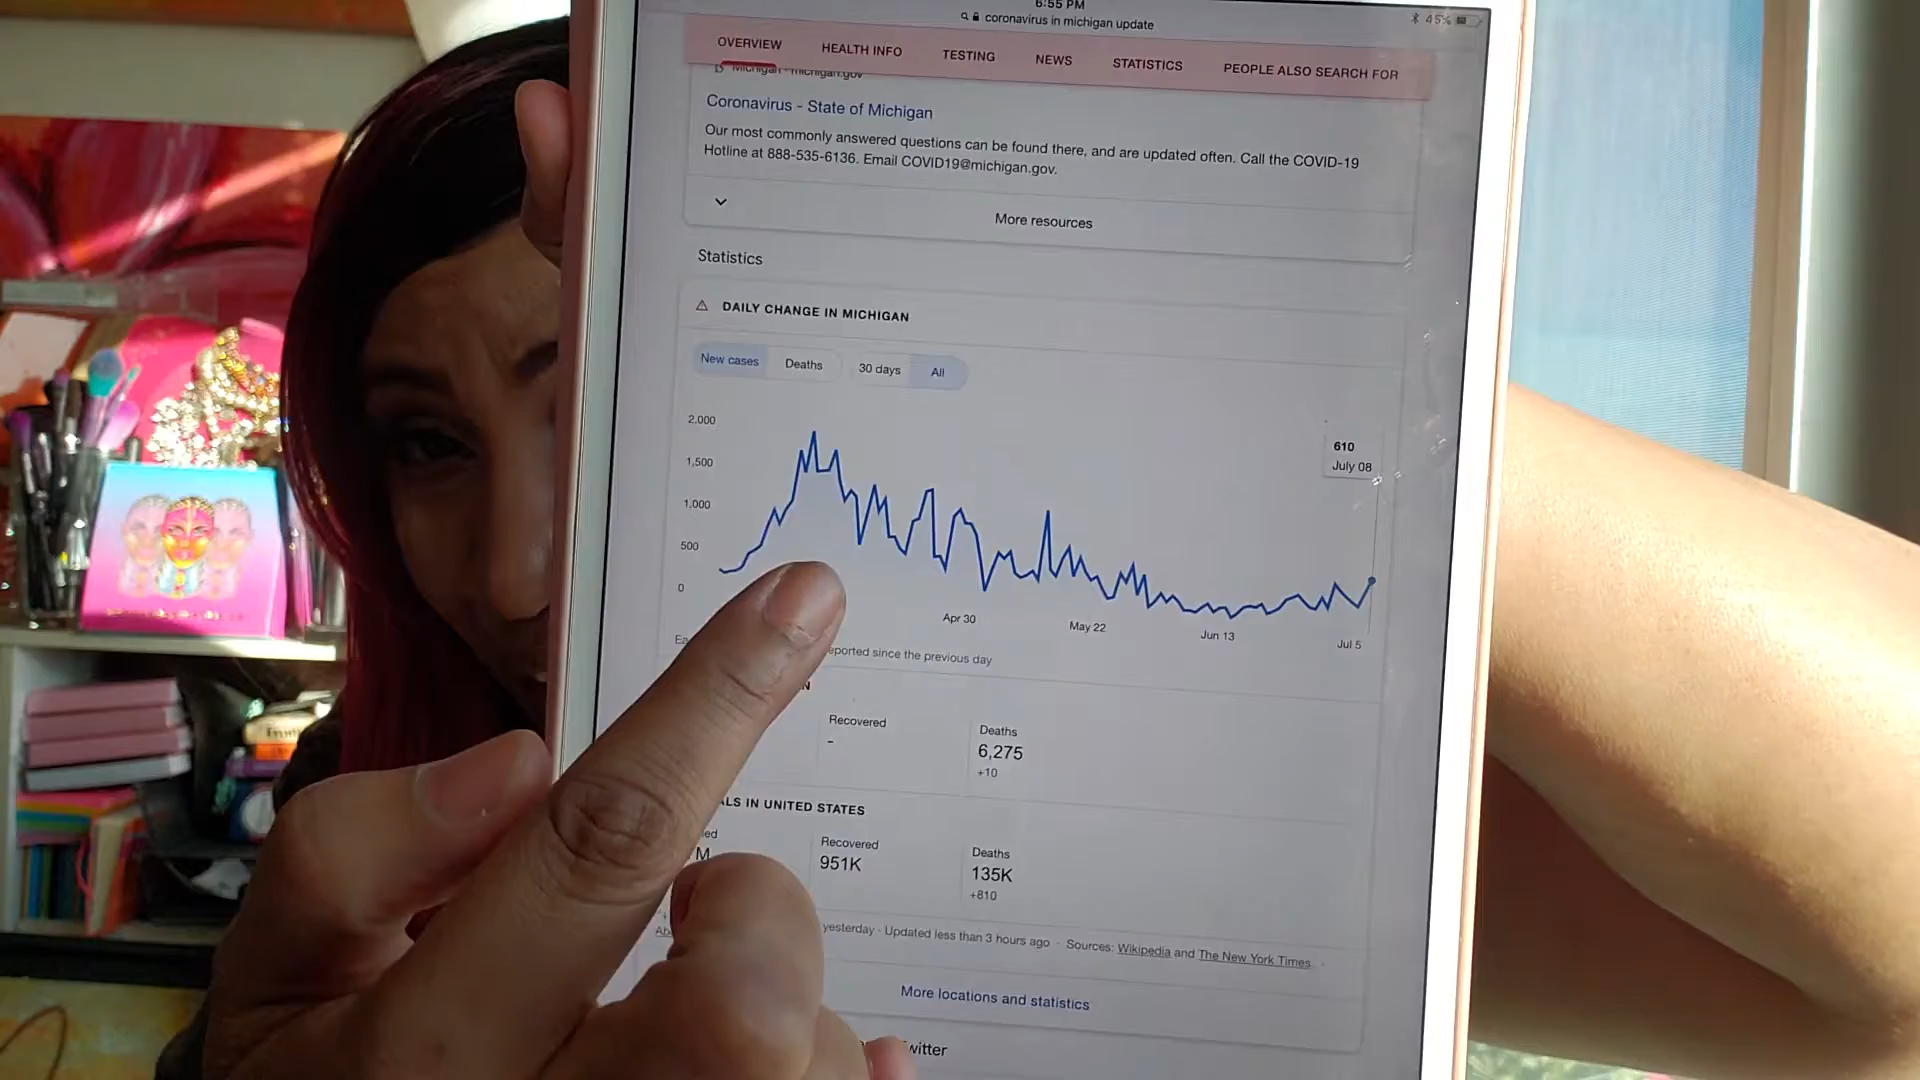 6:55 PM
coronavirus in michigan update
45%
OVERVIEW HEALTH INFO TESTING NEWS STATISTICS PEOPLE ALSO SEARCH FOR
Michigan - michigan.gov
Coronavirus - State of Michigan
Our most commonly answered questions can be found there, and are updated often. Call the COVID-19
Hotline at 888-535-6136. Email COVID19@michigan.gov.
More resources
Statistics
DAILY CHANGE IN MICHIGAN
New cases Deaths 30 days All
2,000
1,500
1,000
500
0
610
July 08
Apr 30 May 22 Jun 13 Jul 5
eported since the previous day
N
Recovered
-
Deaths
6,275
+10
ALS IN UNITED STATES
ed
M
Recovered
951K
Deaths
135K
+810
yesterday · Updated less than 3 hours ago · Sources: Wikipedia and The New York Times
Ab
More locations and statistics
witter